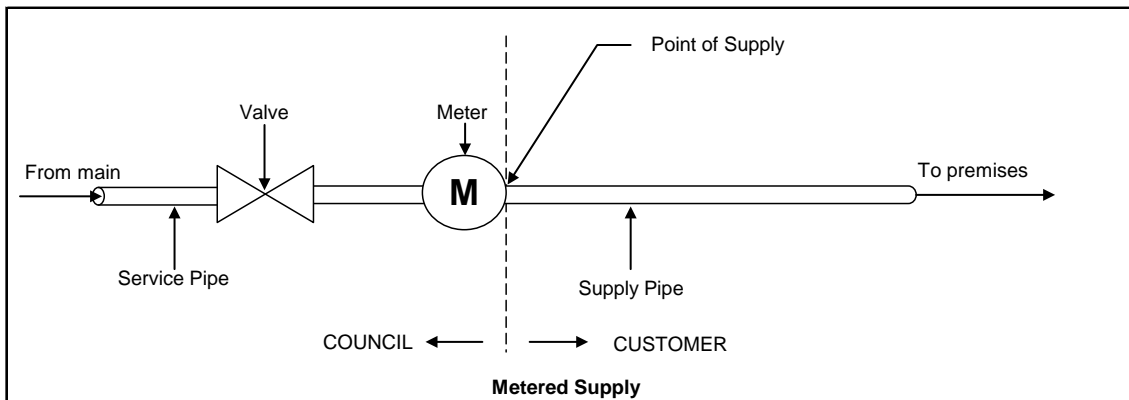 Point of Supply
Valve
Meter
From main
M
To premises
Service Pipe
Supply Pipe
COUNCIL
CUSTOMER
Metered Supply